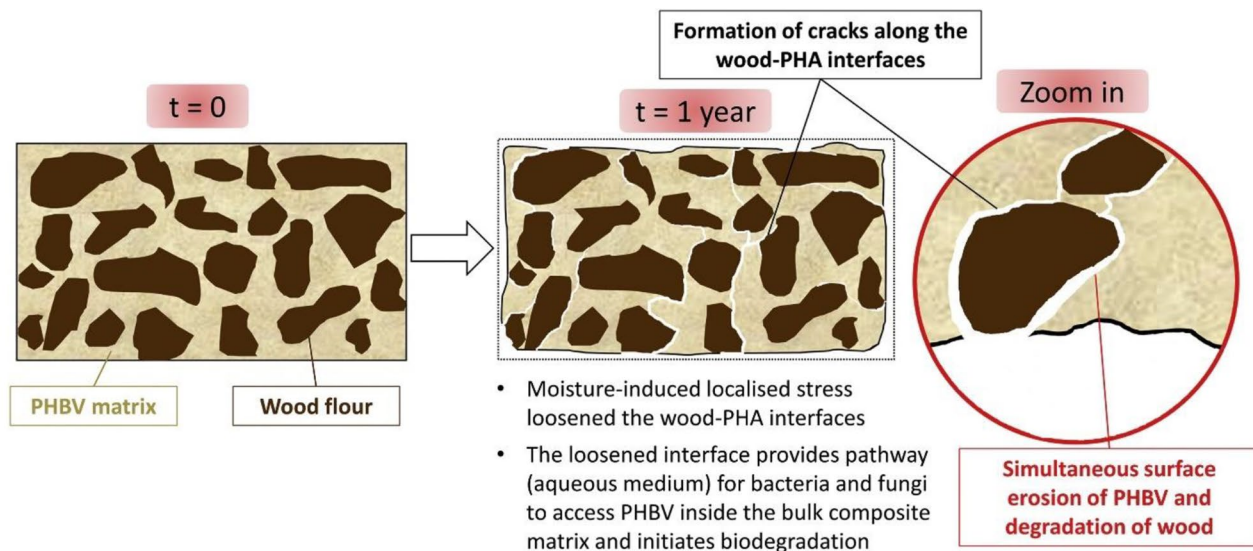 Formation of cracks along the
wood-PHA interfaces
t = 0
t = 1 year
Zoom in
PHBV matrix
Wood flour
• Moisture-induced localised stress
loosened the wood-PHA interfaces
• The loosened interface provides pathway
(aqueous medium) for bacteria and fungi
to access PHBV inside the bulk composite
matrix and initiates biodegradation
Simultaneous surface
erosion of PHBV and
degradation of wood